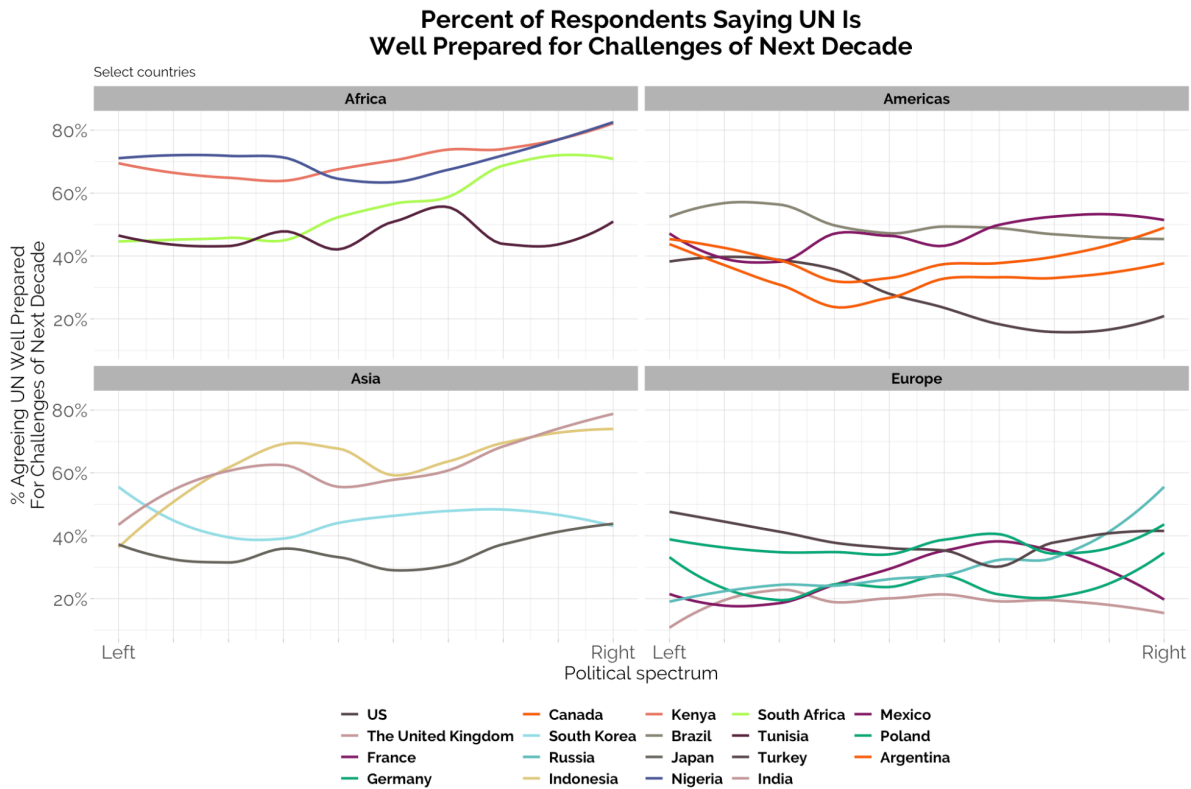 Percent of Respondents Saying UN Is
Well Prepared for Challenges of Next Decade
Select countries
Africa
Americas
80%
60%
40%
20%
Asia
Europe
80%
60%
40%
20%
% Agreeing UN Well Prepared
For Challenges of Next Decade
Left
Right
Left
Right
Political spectrum
US
Canada
Kenya
South Africa
Mexico
The United Kingdom
South Korea
Brazil
Tunisia
Poland
France
Russia
Japan
Turkey
Argentina
Germany
Indonesia
Nigeria
India